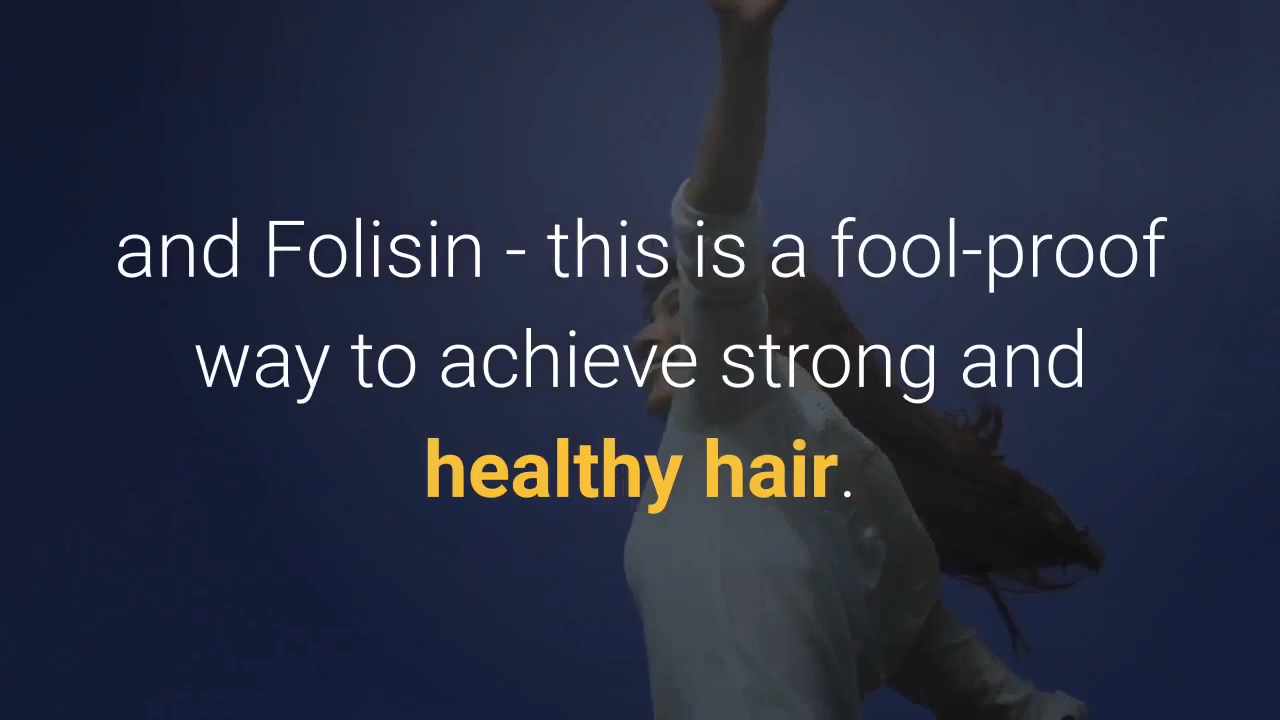 and Folisin - this is a fool-proof
way to achieve strong and
healthy hair.